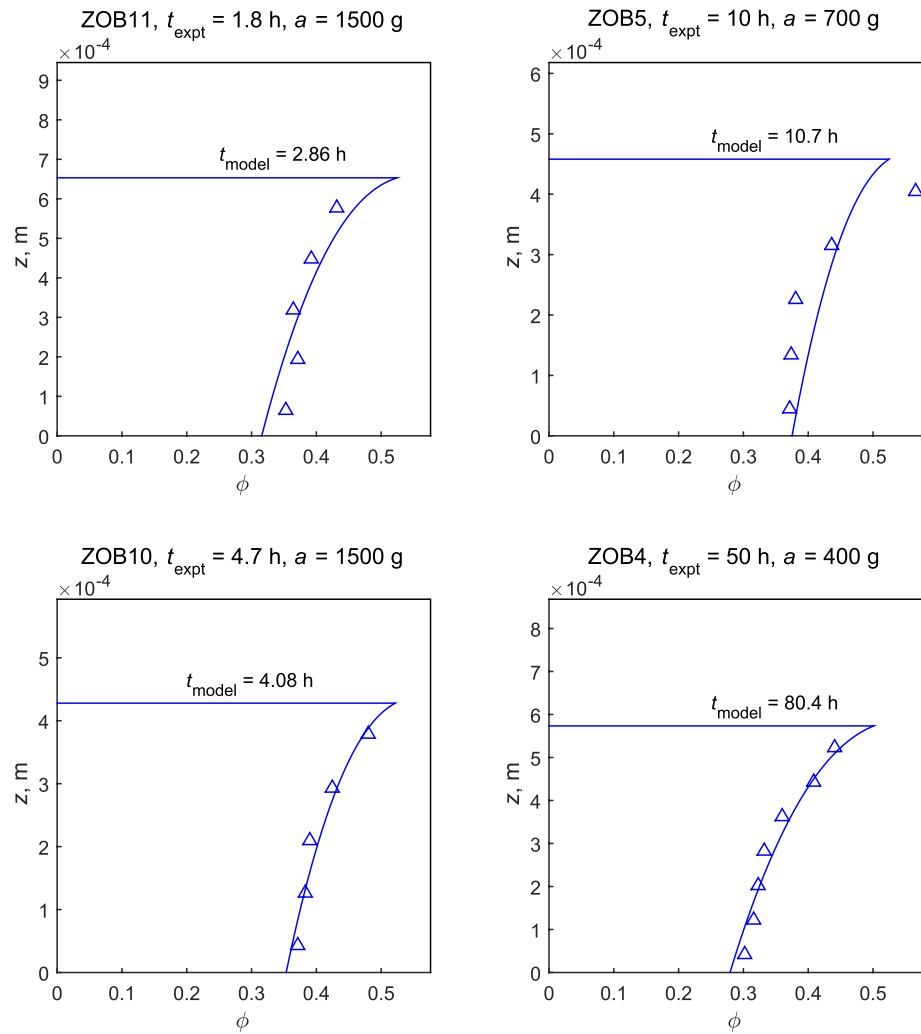 ZOB11, t_expt = 1.8 h, a = 1500 g
×10⁻⁴
9
8
7
6
5
4
3
2
1
0
z, m
t_model = 2.86 h
0 0.1 0.2 0.3 0.4 0.5
ϕ
ZOB5, t_expt = 10 h, a = 700 g
×10⁻⁴
6
5
4
3
2
1
0
z, m
t_model = 10.7 h
0 0.1 0.2 0.3 0.4 0.5
ϕ
ZOB10, t_expt = 4.7 h, a = 1500 g
×10⁻⁴
5
4
3
2
1
0
z, m
t_model = 4.08 h
0 0.1 0.2 0.3 0.4 0.5
ϕ
ZOB4, t_expt = 50 h, a = 400 g
×10⁻⁴
8
7
6
5
4
3
2
1
0
z, m
t_model = 80.4 h
0 0.1 0.2 0.3 0.4 0.5
ϕ